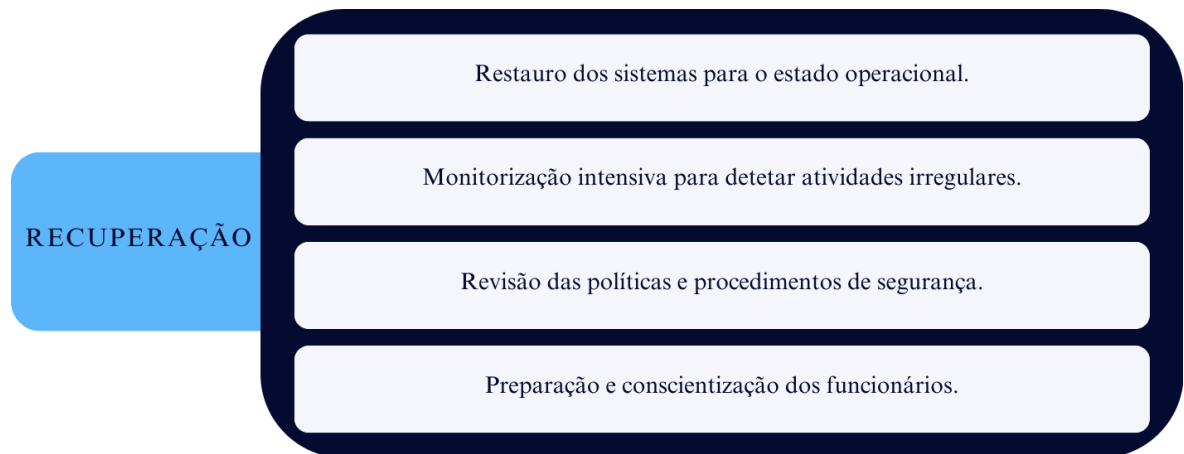 RECUPERAÇÃO
Restauro dos sistemas para o estado operacional.
Monitorização intensiva para detetar atividades irregulares.
Revisão das políticas e procedimentos de segurança.
Preparação e conscientização dos funcionários.